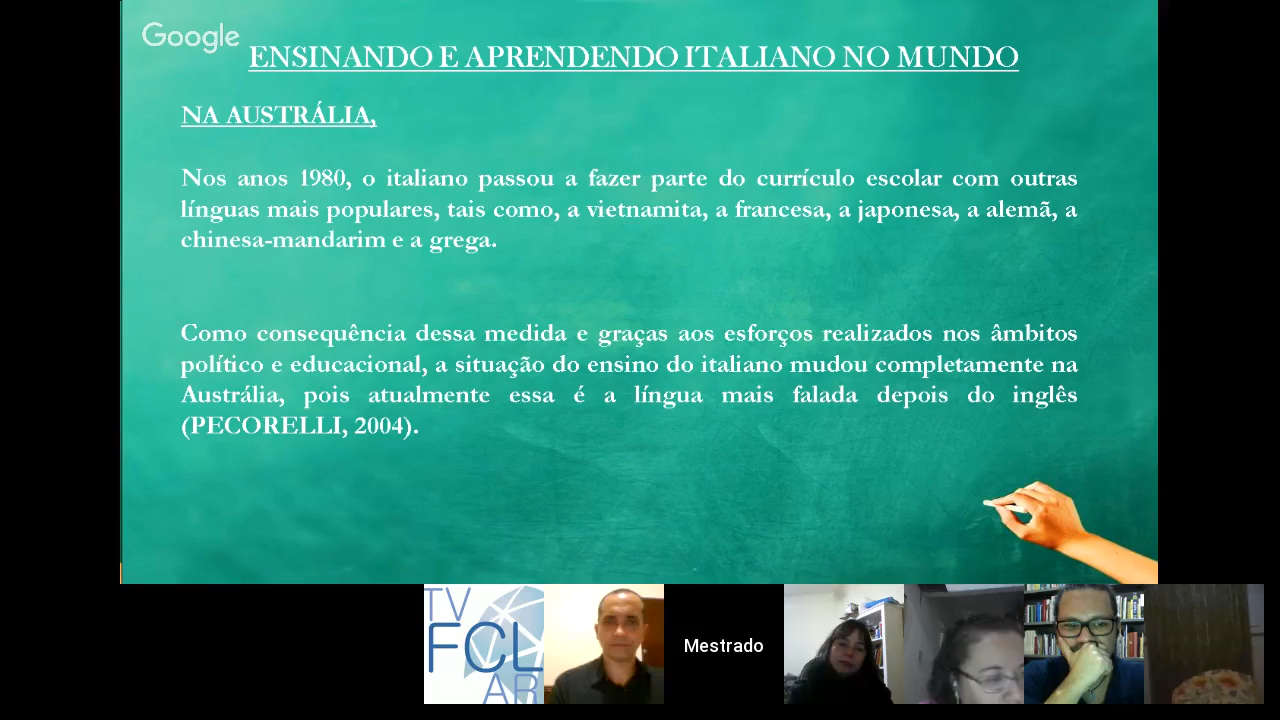 Google
ENSINANDO E APRENDENDO ITALIANO NO MUNDO
NA AUSTRÁLIA,
Nos anos 1980, o italiano passou a fazer parte do currículo escolar com outras
línguas mais populares, tais como, a vietnamita, a francesa, a japonesa, a alemã, a
chinesa-mandarim e a grega.
Como consequência dessa medida e graças aos esforços realizados nos âmbitos
político e educacional, a situação do ensino do italiano mudou completamente na
Austrália, pois atualmente essa é a língua mais falada depois do inglês
(PECORELLI, 2004).
TV
FCL
AR
Mestrado